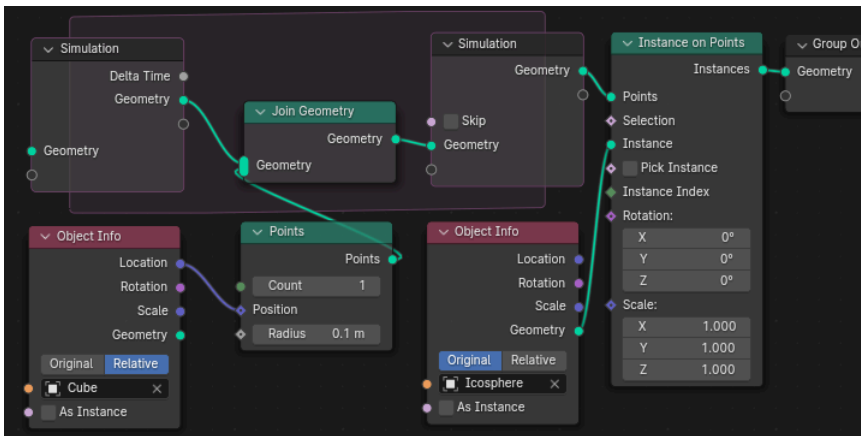 Simulation
Delta Time
Geometry
Geometry
Join Geometry
Geometry
Geometry
Simulation
Geometry
Skip
Geometry
Instance on Points
Instances
Points
Selection
Instance
Pick Instance
Instance Index
Rotation:
X 0°
Y 0°
Z 0°
Scale:
X 1.000
Y 1.000
Z 1.000
Group O
Geometry
Object Info
Location
Rotation
Scale
Geometry
Original Relative
Cube
As Instance
Points
Points
Count 1
Position
Radius 0.1 m
Object Info
Location
Rotation
Scale
Geometry
Original Relative
Icosphere
As Instance